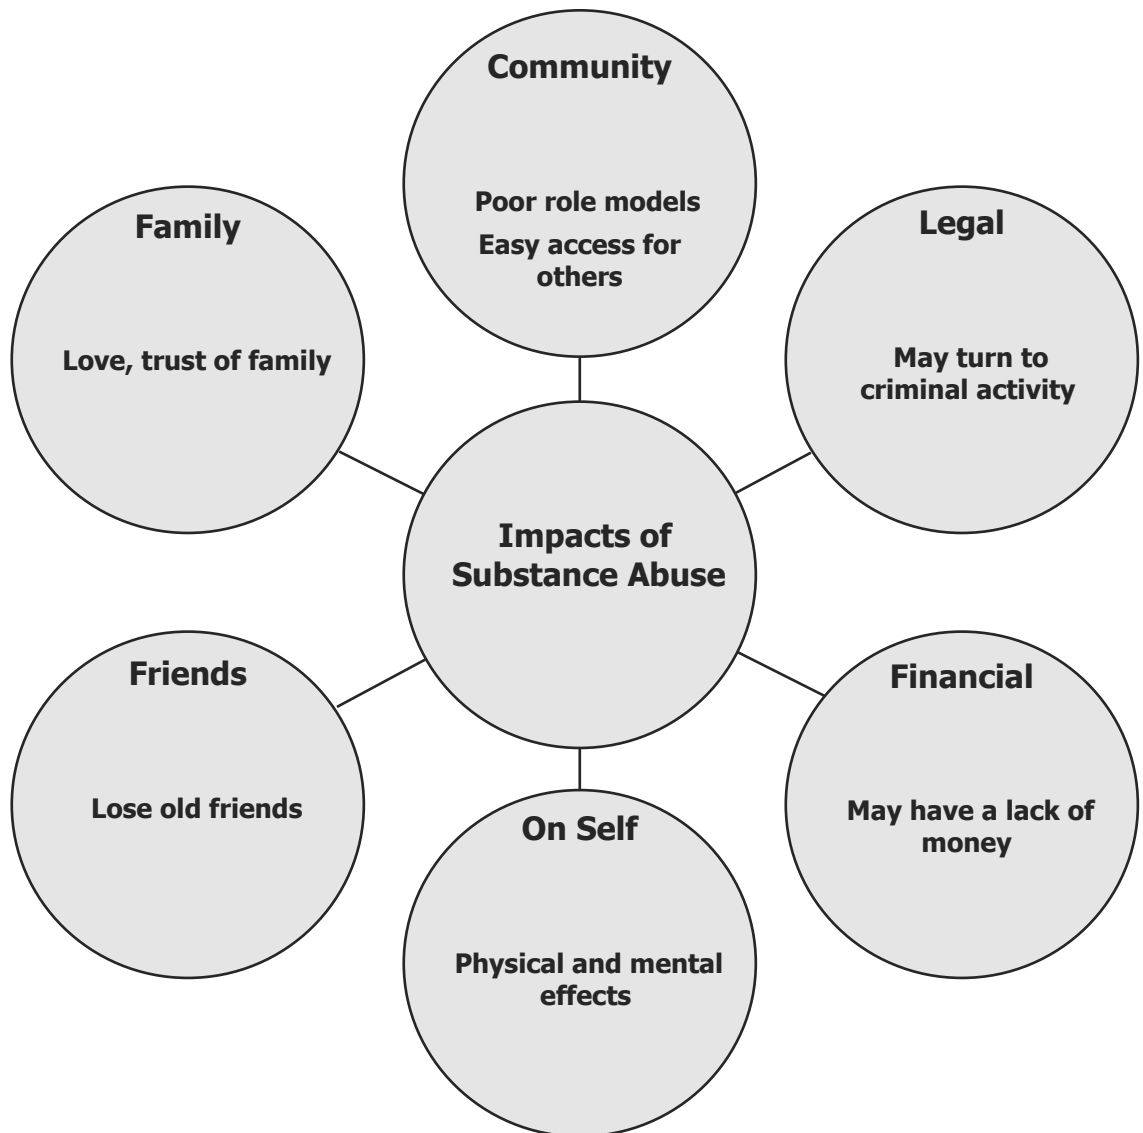 Community
Poor role models
Easy access for
others
Family
Love, trust of family
Legal
May turn to
criminal activity
Impacts of
Substance Abuse
Friends
Lose old friends
Financial
May have a lack of
money
On Self
Physical and mental
effects